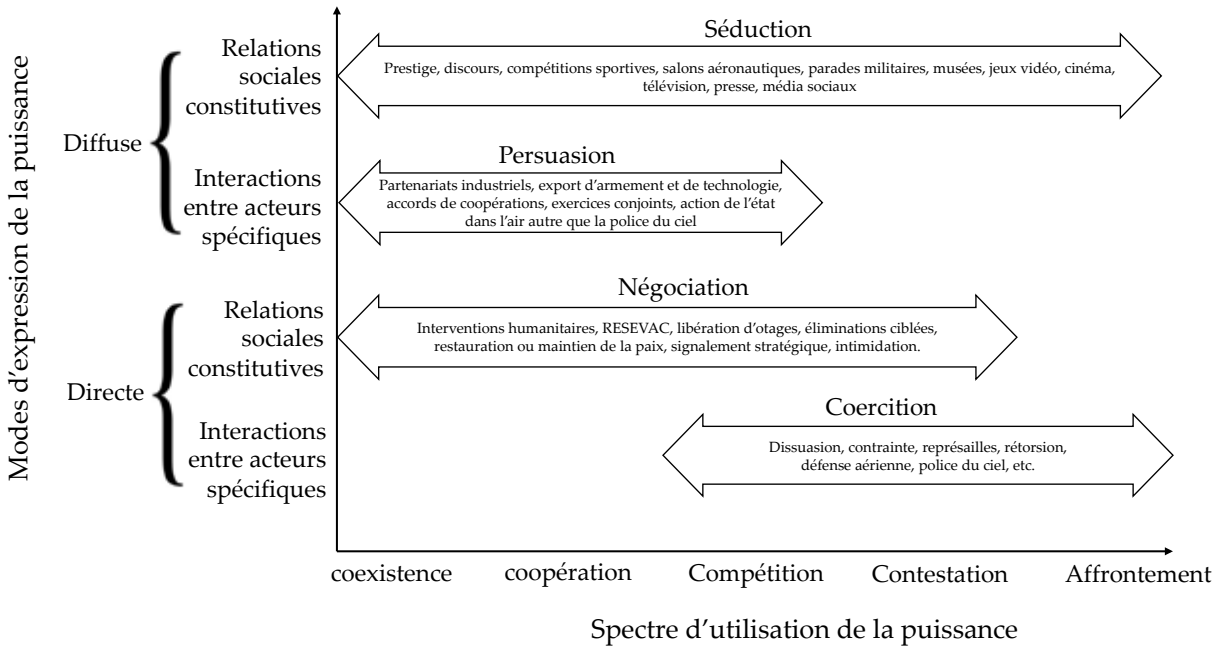 Modes d'expression de la puissance
Diffuse
Relations
sociales
constitutives
Séduction
Prestige, discours, compétitions sportives, salons aéronautiques, parades militaires, musées, jeux vidéo, cinéma,
télévision, presse, média sociaux
Interactions
entre acteurs
spécifiques
Persuasion
Partenariats industriels, export d'armement et de technologie,
accords de coopérations, exercices conjoints, action de l'état
dans l'air autre que la police du ciel
Directe
Relations
sociales
constitutives
Négociation
Interventions humanitaires, RESEVAC, libération d'otages, éliminations ciblées,
restauration ou maintien de la paix, signalement stratégique, intimidation.
Interactions
entre acteurs
spécifiques
Coercition
Dissuasion, contrainte, représailles, rétorsion,
défense aérienne, police du ciel, etc.
coexistence coopération Compétition Contestation Affrontement
Spectre d'utilisation de la puissance